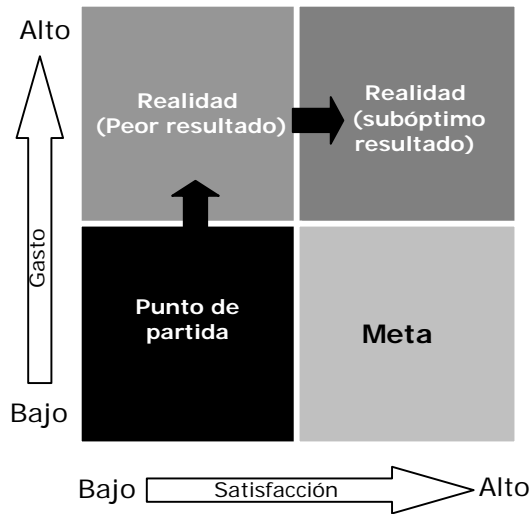 Alto
Realidad
(Peor resultado)
Realidad
(subóptimo
resultado)
Gasto
Punto de
partida
Meta
Bajo
Bajo
Satisfacción
Alto